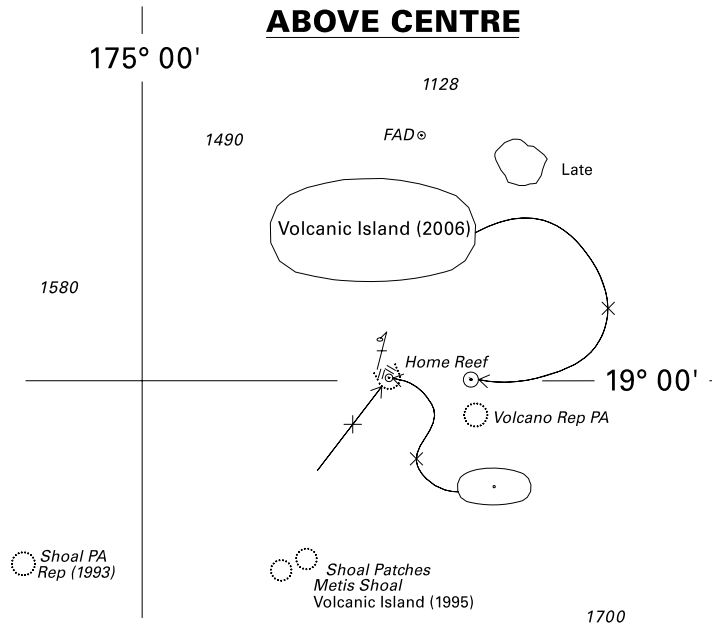 ABOVE CENTRE
175° 00'
1128
FAD
1490
Late
Volcanic Island (2006)
1580
Home Reef
19° 00'
Volcano Rep PA
Shoal PA
Rep (1993)
Shoal Patches
Metis Shoal
Volcanic Island (1995)
1700